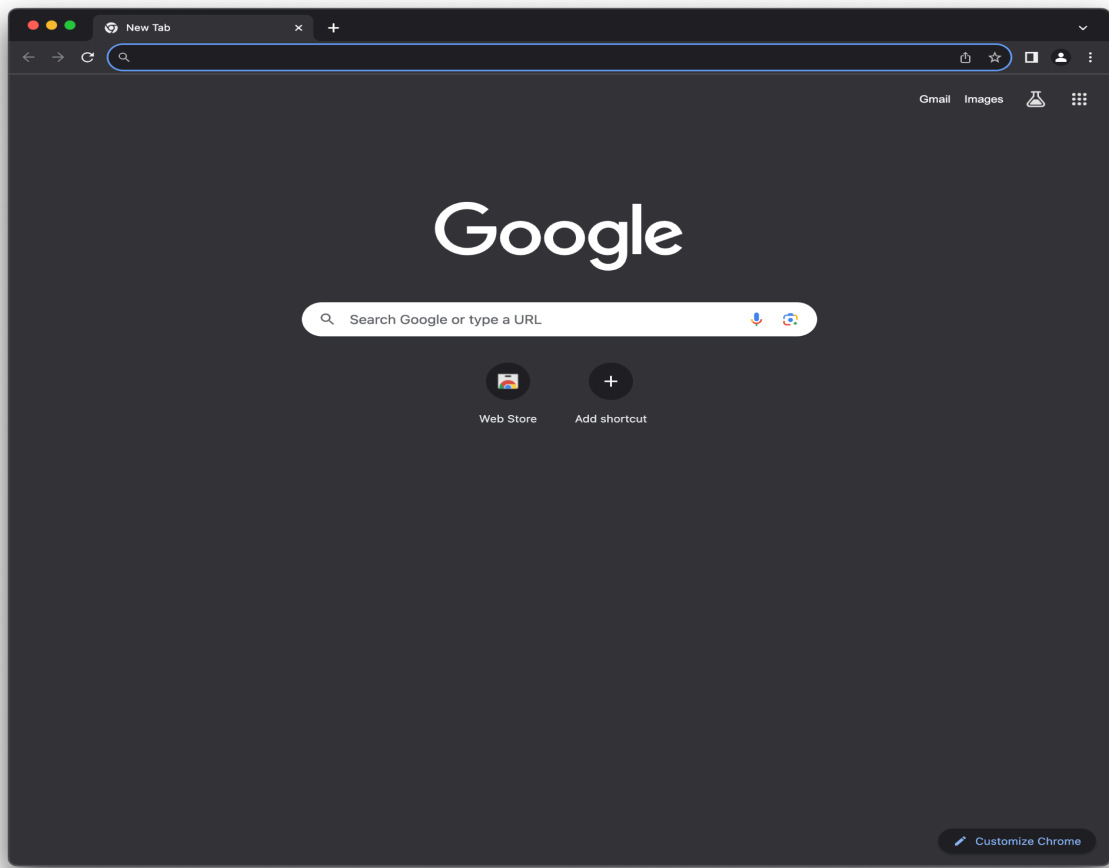 New Tab
Gmail Images
Google
Search Google or type a URL
Web Store Add shortcut
Customize Chrome